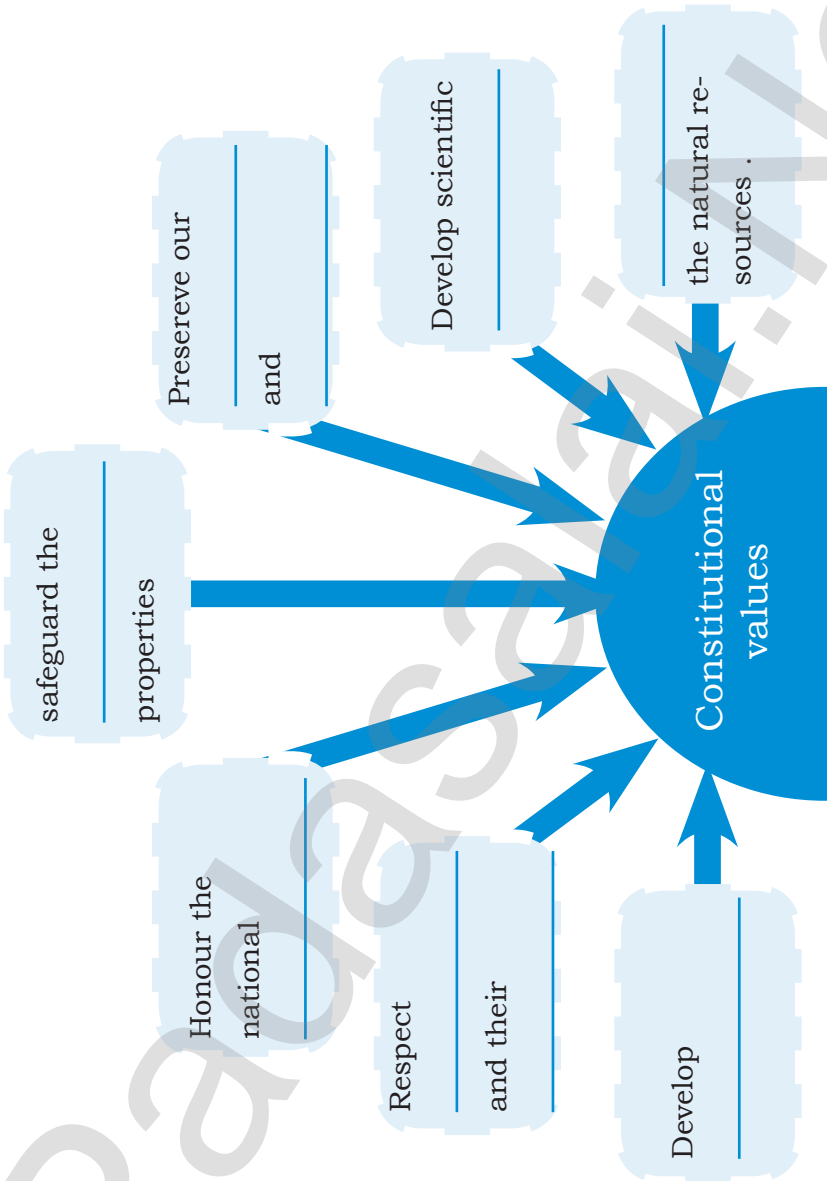 safeguard the
properties
Honour the
national
Presereve our
and
Respect
and their
Develop scientific
Develop
the natural re-
sources .
Constitutional
values